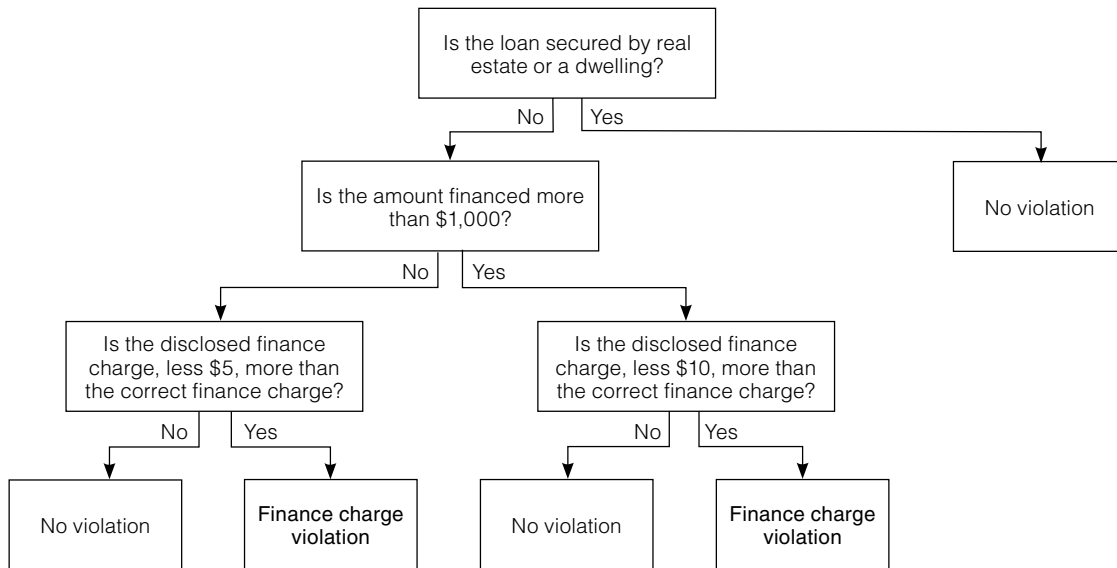 Is the loan secured by real
estate or a dwelling?
No
Yes
Is the amount financed more
than $1,000?
No violation
No
Yes
Is the disclosed finance
charge, less $5, more than
the correct finance charge?
Is the disclosed finance
charge, less $10, more than
the correct finance charge?
No
Yes
No
Yes
No violation
Finance charge
violation
No violation
Finance charge
violation